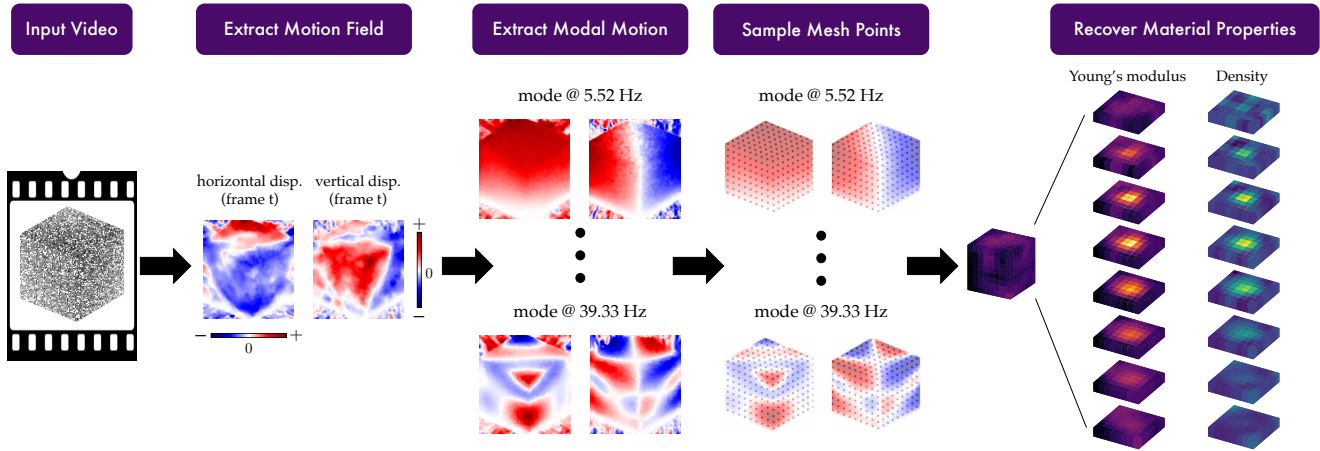 Input Video
Extract Motion Field
Extract Modal Motion
Sample Mesh Points
Recover Material Properties
horizontal disp.
(frame t)
vertical disp.
(frame t)
+
0
−
− 0 +
mode @ 5.52 Hz
mode @ 39.33 Hz
mode @ 5.52 Hz
mode @ 39.33 Hz
Young's modulus
Density